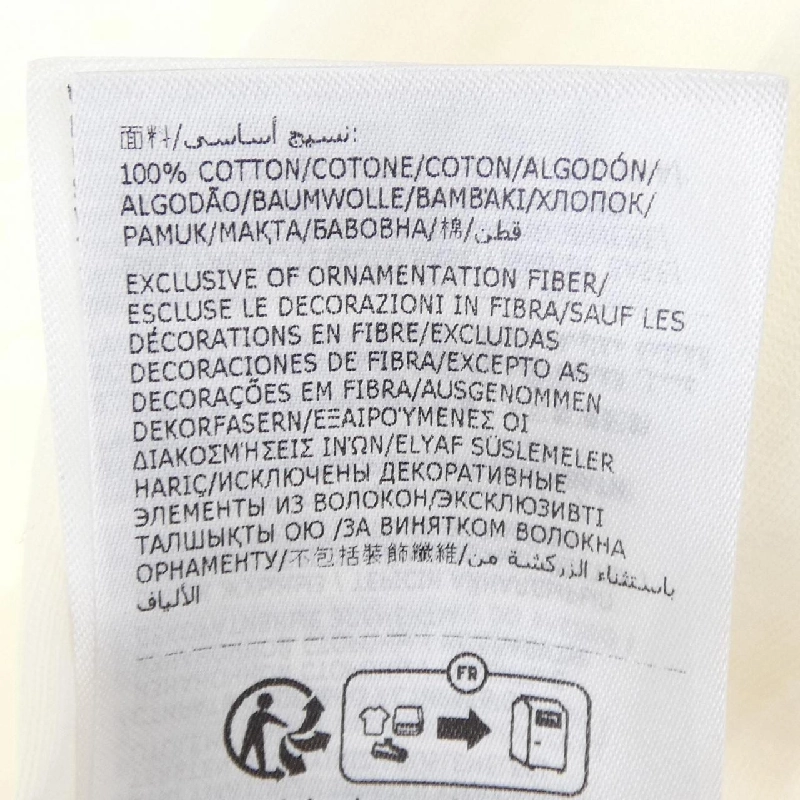 面料/نسيج أساسي:
100% COTTON/COTONE/COTON/ALGODÓN/
ALGODÃO/BAUMWOLLE/ΒΑΜΒΆΚΙ/ХЛОПОК/
PAMUK/МАҚТА/БАВОВНА/棉/قطن
EXCLUSIVE OF ORNAMENTATION FIBER/
ESCLUSE LE DECORAZIONI IN FIBRA/SAUF LES
DÉCORATIONS EN FIBRE/EXCLUIDAS
DECORACIONES DE FIBRA/EXCEPTO AS
DECORAÇÕES EM FIBRA/AUSGENOMMEN
DEKORFASERN/ΕΞΑΙΡΟΎΜΕΝΕΣ ΟΙ
ΔΙΑΚΟΣΜΉΣΕΙΣ ΙΝΏΝ/ELYAF SÜSLEMELER
HARİÇ/ИСКЛЮЧЕНЫ ДЕКОРАТИВНЫЕ
ЭЛЕМЕНТЫ ИЗ ВОЛОКОН/ЭКСКЛЮЗИВТІ
ТАЛШЫҚТЫ ОЮ /ЗА ВИНЯТКОМ ВОЛОКНА
ОРНАМЕНТУ/不包括裝飾纖維/باستثناء الزركشة من
الألياف
FR